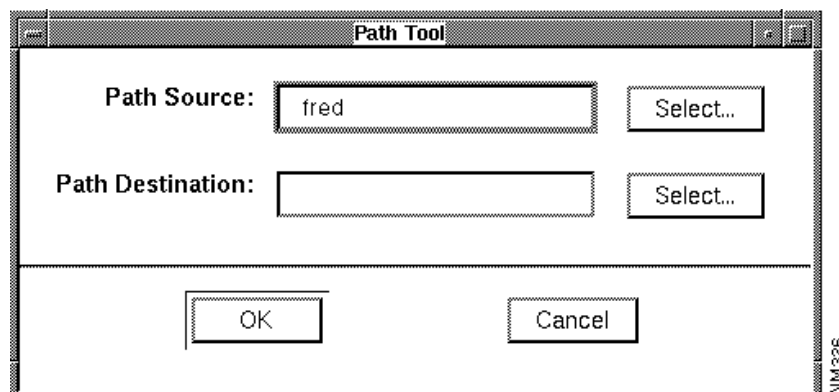 Path Tool
Path Source:
fred
Select...
Path Destination:
Select...
OK
Cancel